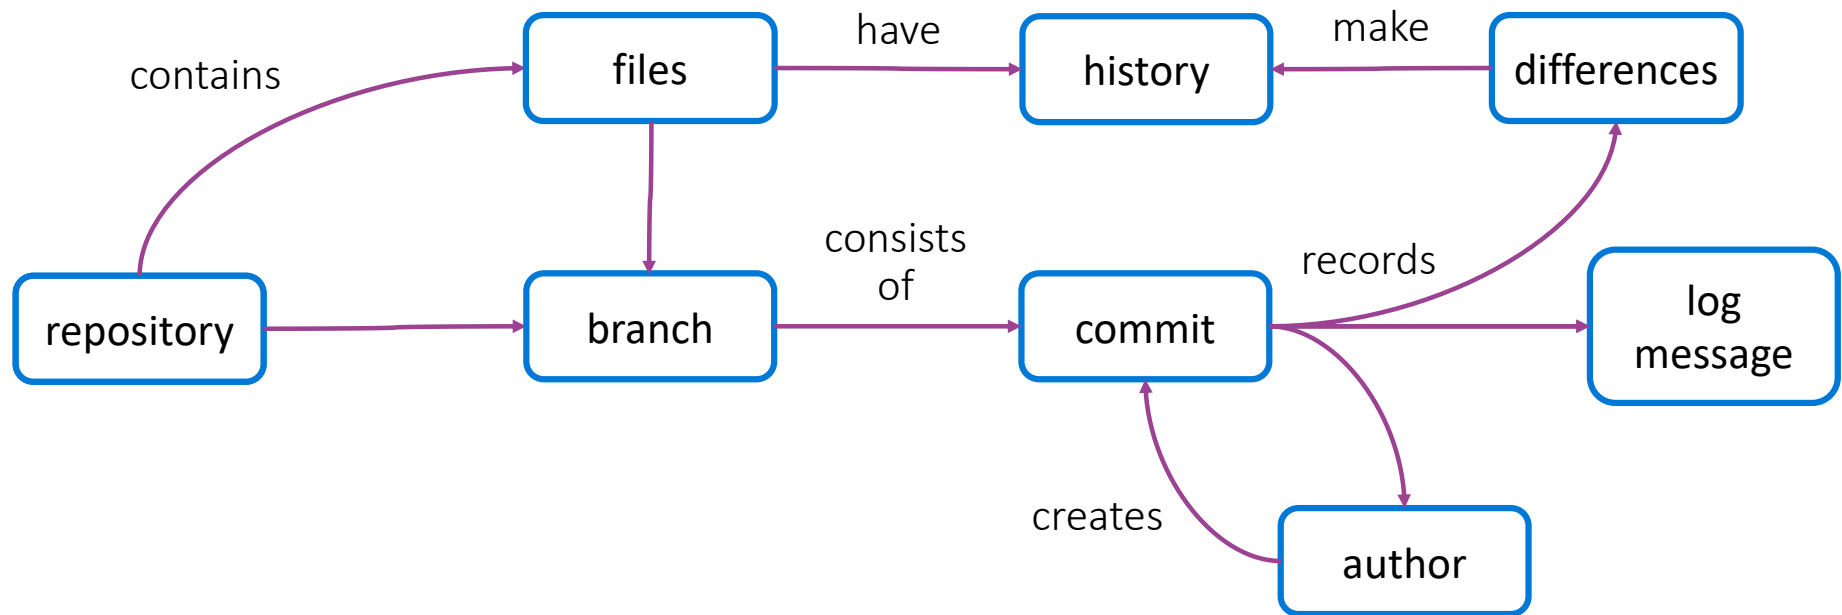 contains
files
have
history
make
differences
repository
branch
consists
of
commit
records
log
message
creates
author